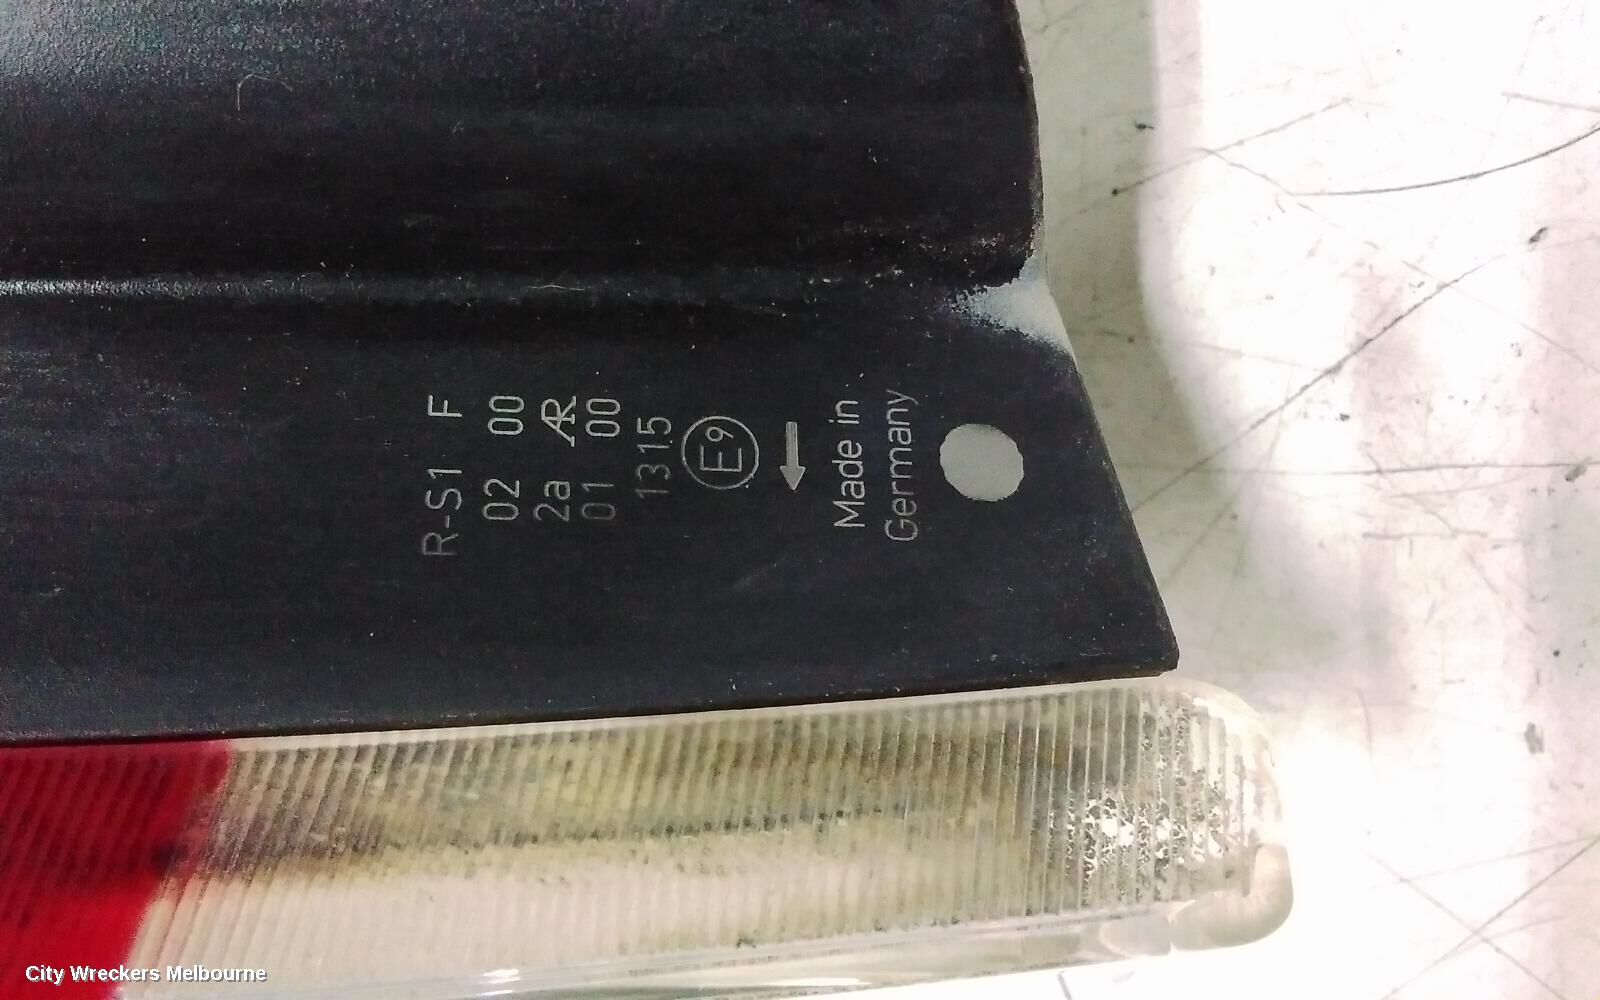 R-S1 F
02 00
2a AR
01 00
1315
E9
Made in
Germany
City Wreckers Melbourne